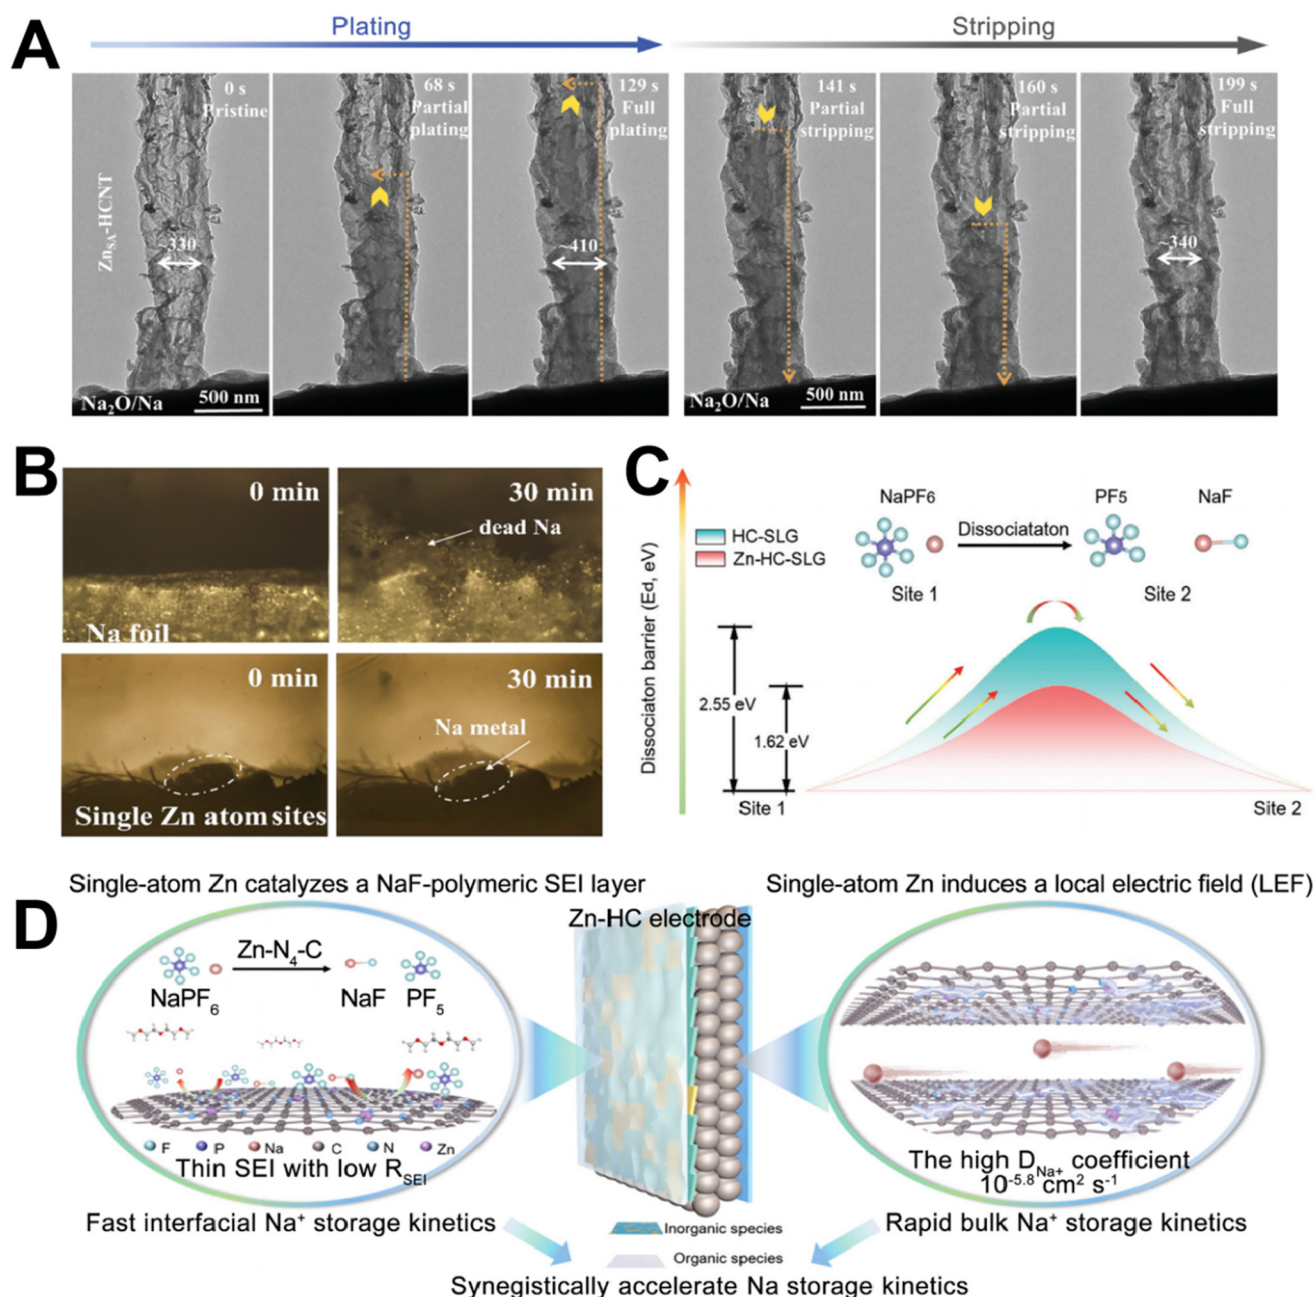 A
Plating
Stripping
0 s
Pristine
68 s
Partial
plating
129 s
Full
plating
141 s
Partial
stripping
160 s
Partial
stripping
199 s
Full
stripping
Zn_SA-HCNT
~330
~410
~340
Na₂O/Na
500 nm
Na₂O/Na
500 nm
B
0 min
30 min
dead Na
Na foil
0 min
30 min
Na metal
Single Zn atom sites
C
Dissociaton barrier (Ed, eV)
HC-SLG
Zn-HC-SLG
NaPF6
Dissociataton
PF5
NaF
Site 1
Site 2
2.55 eV
1.62 eV
Site 1
Site 2
D
Single-atom Zn catalyzes a NaF-polymeric SEI layer
Zn-N₄-C
NaPF₆
NaF
PF₅
F
P
Na
C
N
Zn
Thin SEI with low R_SEI
Fast interfacial Na⁺ storage kinetics
Zn-HC electrode
Inorganic species
Organic species
Single-atom Zn induces a local electric field (LEF)
The high D_Na+ coefficient
10⁻⁵·⁸ cm² s⁻¹
Rapid bulk Na⁺ storage kinetics
Synegistically accelerate Na storage kinetics